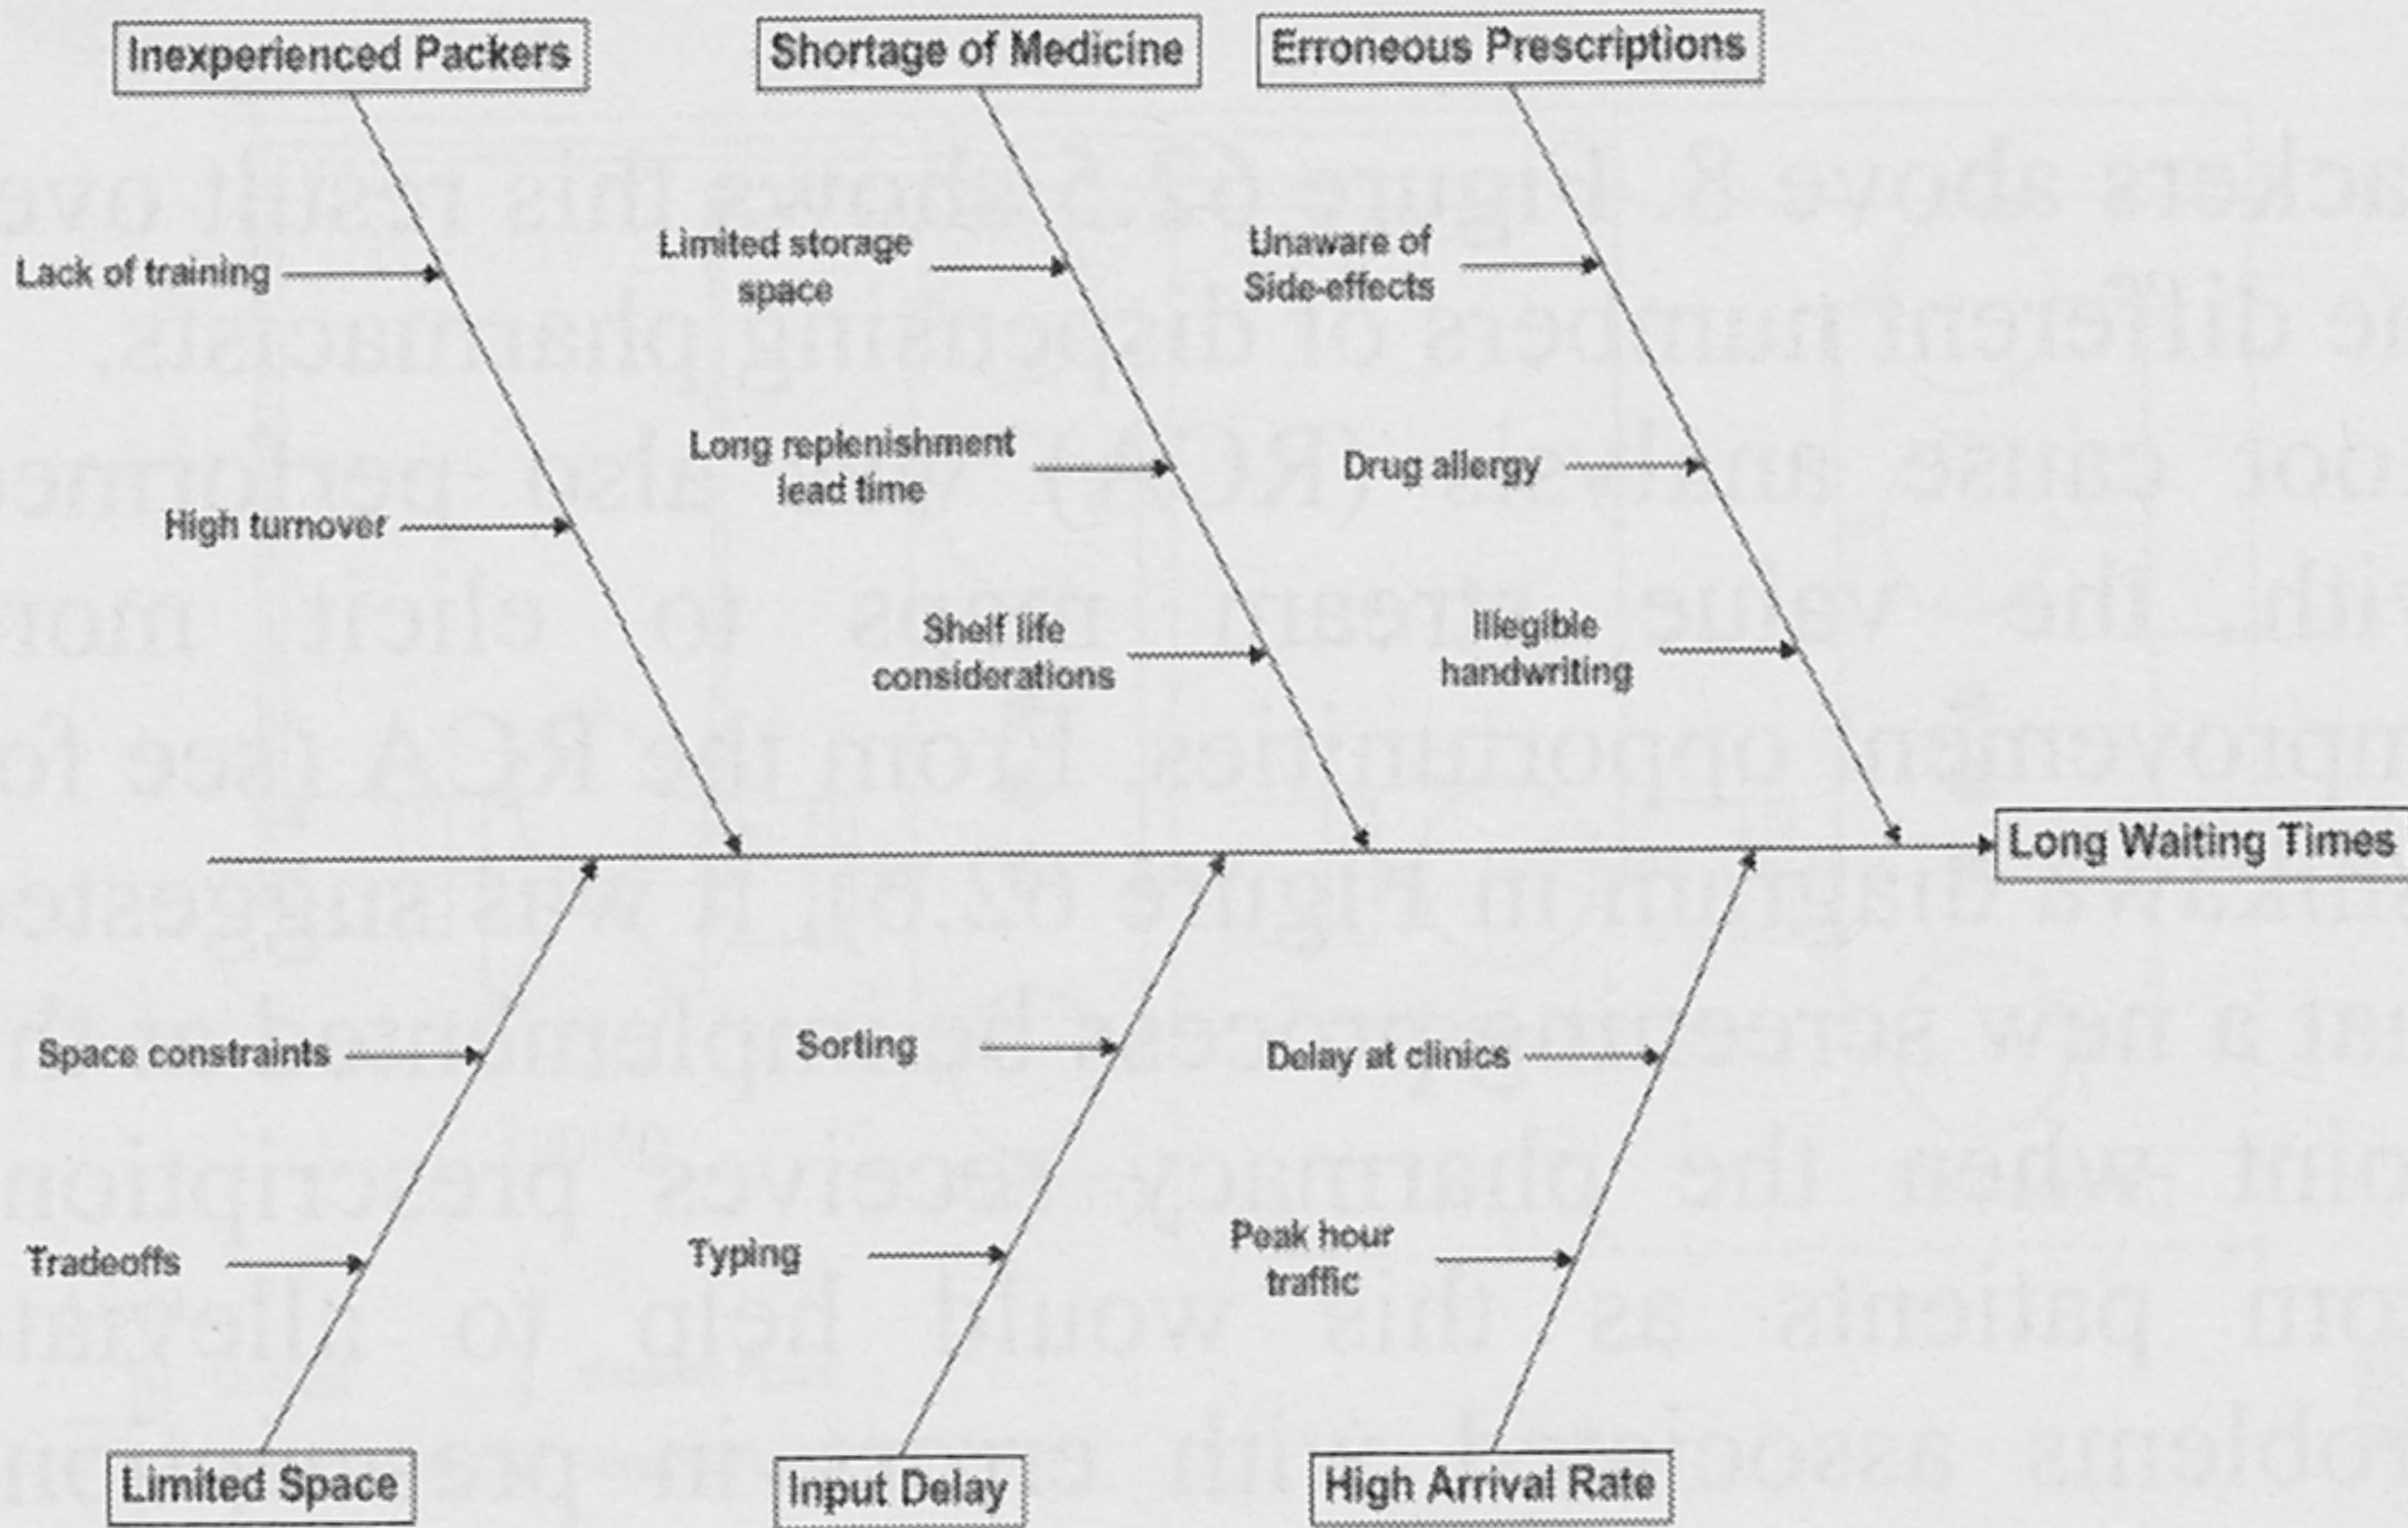 Inexperienced Packers
Shortage of Medicine
Erroneous Prescriptions
Lack of training
High turnover
Limited storage
space
Long replenishment
lead time
Shelf life
considerations
Unaware of
Side-effects
Drug allergy
Illegible
handwriting
Long Waiting Times
Space constraints
Tradeoffs
Sorting
Typing
Delay at clinics
Peak hour
traffic
Limited Space
Input Delay
High Arrival Rate